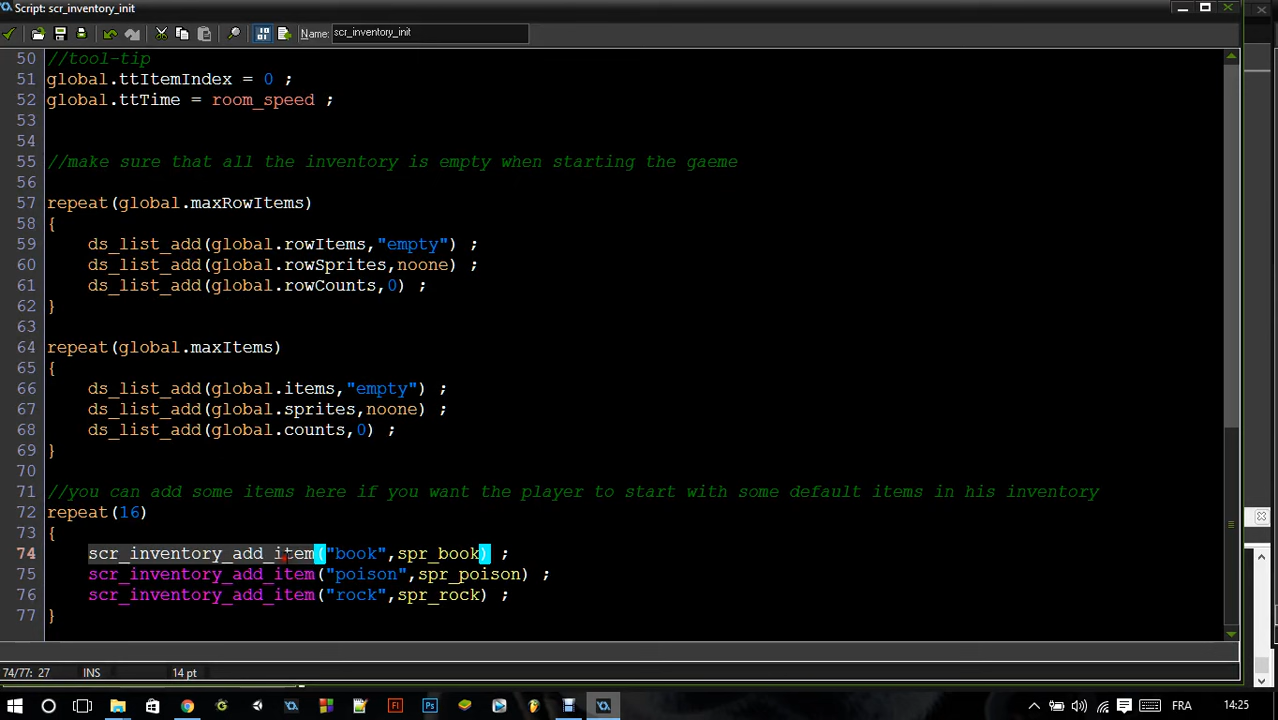 Script: scr_inventory_init
Name: scr_inventory_init
50 //tool-tip
51 global.ttItemIndex = 0 ;
52 global.ttTime = room_speed ;
53
54
55 //make sure that all the inventory is empty when starting the gaeme
56
57 repeat(global.maxRowItems)
58 {
59 ds_list_add(global.rowItems,"empty") ;
60 ds_list_add(global.rowSprites,noone) ;
61 ds_list_add(global.rowCounts,0) ;
62 }
63
64 repeat(global.maxItems)
65 {
66 ds_list_add(global.items,"empty") ;
67 ds_list_add(global.sprites,noone) ;
68 ds_list_add(global.counts,0) ;
69 }
70
71 //you can add some items here if you want the player to start with some default items in his inventory
72 repeat(16)
73 {
74 scr_inventory_add_item("book",spr_book) ;
75 scr_inventory_add_item("poison",spr_poison) ;
76 scr_inventory_add_item("rock",spr_rock) ;
77 }
74/77: 27 INS 14 pt
FRA 14:25